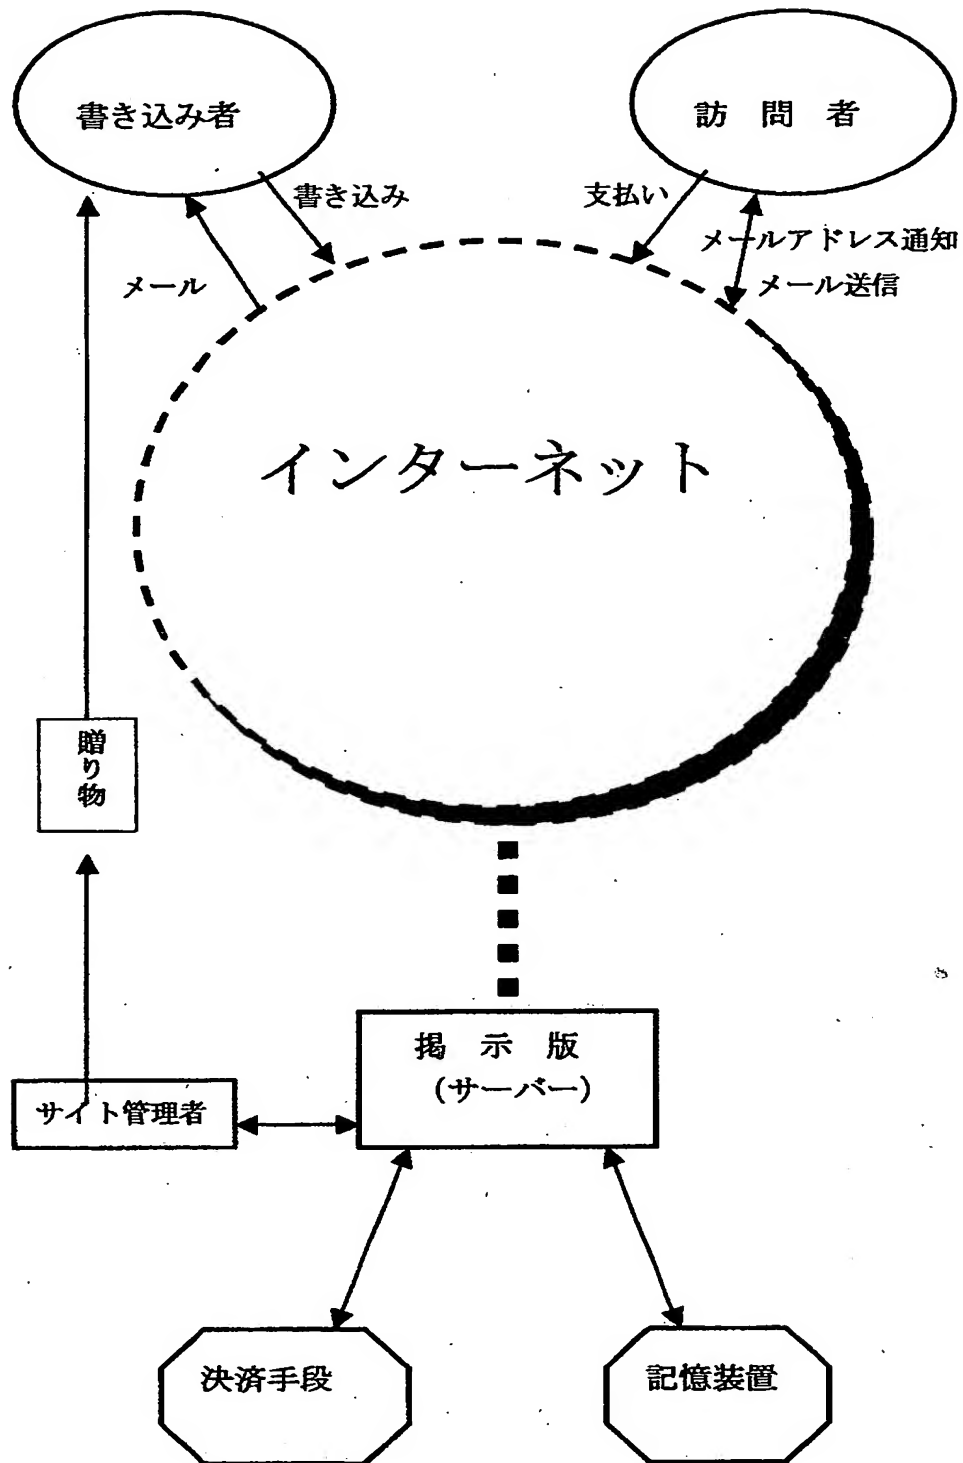 書き込み者
訪問者
書き込み
支払い
メールアドレス通知
メール
メール送信
インターネット
贈り物
掲示版
(サーバー)
サイト管理者
決済手段
記憶装置